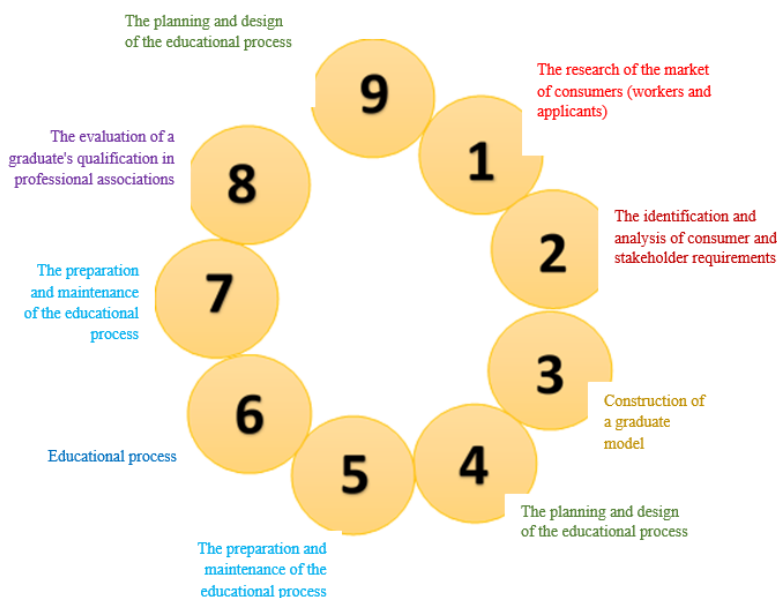 The planning and design
of the educational process
9
The research of the market
of consumers (workers and
applicants)
1
The identification and
analysis of consumer and
stakeholder requirements
2
3
Construction of
a graduate
model
4
The planning and design
of the educational process
5
The preparation and
maintenance of the
educational process
6
Educational process
7
The preparation
and maintenance
of the educational
process
8
The evaluation of a
graduate's qualification in
professional associations